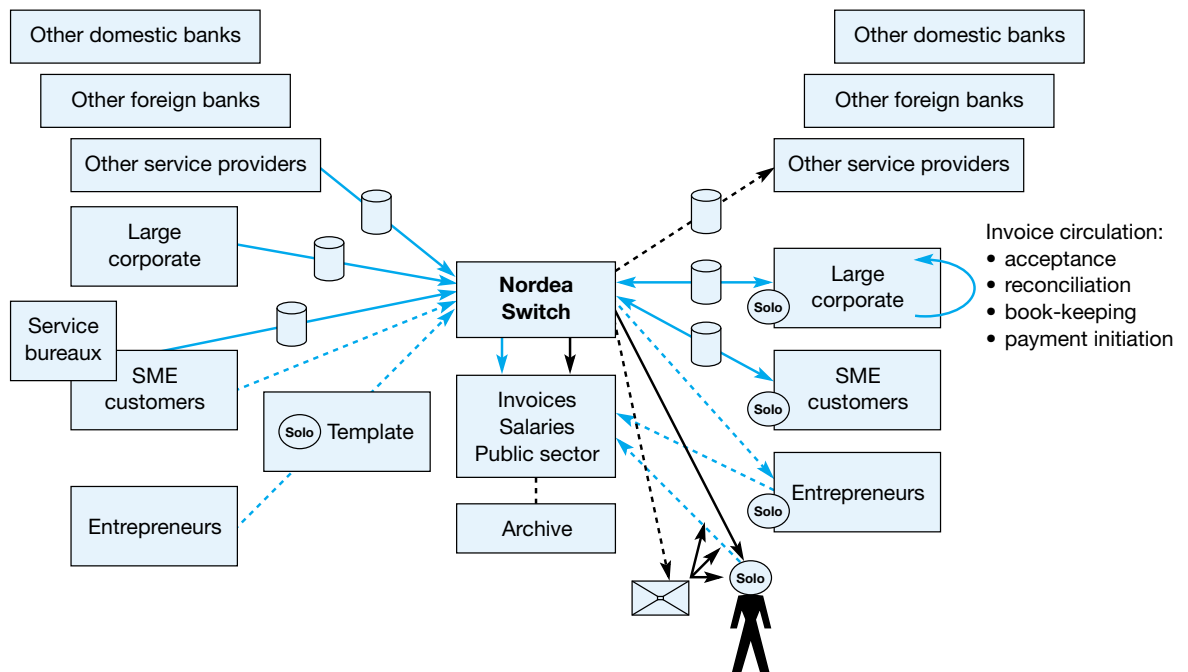 Other domestic banks
Other foreign banks
Other service providers
Large
corporate
Service
bureaux
SME
customers
Solo Template
Entrepreneurs
Nordea
Switch
Invoices
Salaries
Public sector
Archive
Other domestic banks
Other foreign banks
Other service providers
Large
corporate
Solo
Invoice circulation:
• acceptance
• reconciliation
• book-keeping
• payment initiation
SME
customers
Solo
Entrepreneurs
Solo
Solo